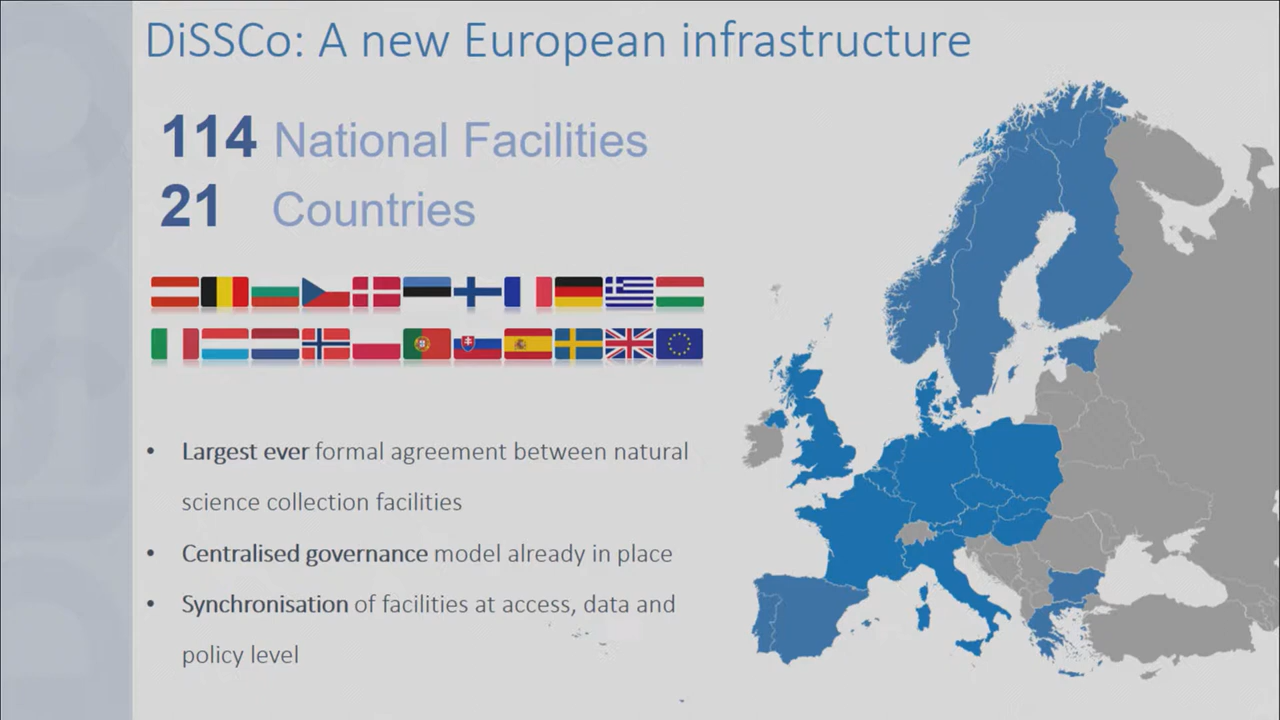 DiSSCo: A new European infrastructure
114 National Facilities
21 Countries
• Largest ever formal agreement between natural
science collection facilities
• Centralised governance model already in place
• Synchronisation of facilities at access, data and
policy level